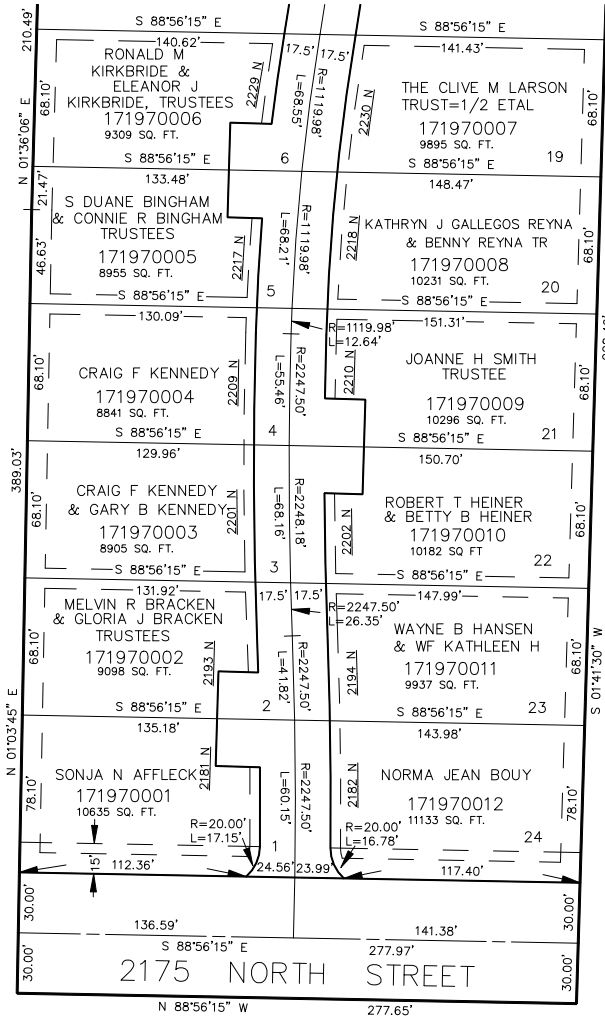 210.49'
S 88°56'15" E
S 88°56'15" E
140.62'
17.5' 17.5'
141.43'
RONALD M
KIRKBRIDE &
ELEANOR J
KIRKBRIDE, TRUSTEES
171970006
9309 SQ. FT.
68.10'
2229 N
L=68.55'
R=1119.98'
2230 N
THE CLIVE M LARSON
TRUST=1/2 ETAL
171970007
9895 SQ. FT.
68.10'
N 01°36'06" E
S 88°56'15" E
6
S 88°56'15" E
19
21.47'
133.48'
148.47'
S DUANE BINGHAM
& CONNIE R BINGHAM
TRUSTEES
171970005
8955 SQ. FT.
46.63'
2217 N
L=68.21'
R=1119.98'
2218 N
KATHRYN J GALLEGOS REYNA
& BENNY REYNA TR
171970008
10231 SQ. FT.
68.10'
S 88°56'15" E
5
S 88°56'15" E
20
130.09'
R=1119.98'
L=12.64'
151.31'
CRAIG F KENNEDY
171970004
8841 SQ. FT.
68.10'
2209 N
L=55.46'
R=2247.50'
2210 N
JOANNE H SMITH
TRUSTEE
171970009
10296 SQ. FT.
68.10'
S 88°56'15" E
4
S 88°56'15" E
21
389.03'
129.96'
150.70'
CRAIG F KENNEDY
& GARY B KENNEDY
171970003
8905 SQ. FT.
68.10'
2201 N
L=68.16'
R=2248.18'
2202 N
ROBERT T HEINER
& BETTY B HEINER
171970010
10182 SQ FT
68.10'
S 88°56'15" E
3
S 88°56'15" E
22
131.92'
17.5' 17.5'
147.99'
R=2247.50'
L=26.35'
MELVIN R BRACKEN
& GLORIA J BRACKEN
TRUSTEES
171970002
9098 SQ. FT.
68.10'
2193 N
L=41.82'
R=2247.50'
2194 N
WAYNE B HANSEN
& WF KATHLEEN H
171970011
9937 SQ. FT.
68.10'
S 01°41'30" W
N 01°03'45" E
S 88°56'15" E
2
S 88°56'15" E
23
135.18'
143.98'
SONJA N AFFLECK
171970001
10635 SQ. FT.
78.10'
2181 N
L=60.15'
R=2247.50'
2182 N
NORMA JEAN BOUY
171970012
11133 SQ. FT.
78.10'
R=20.00'
L=17.15'
1
R=20.00'
L=16.78'
24
15'
112.36'
24.56'
23.99'
117.40'
30.00'
30.00'
136.59'
141.38'
S 88°56'15" E
277.97'
30.00'
2175 NORTH STREET
30.00'
N 88°56'15" W
277.65'